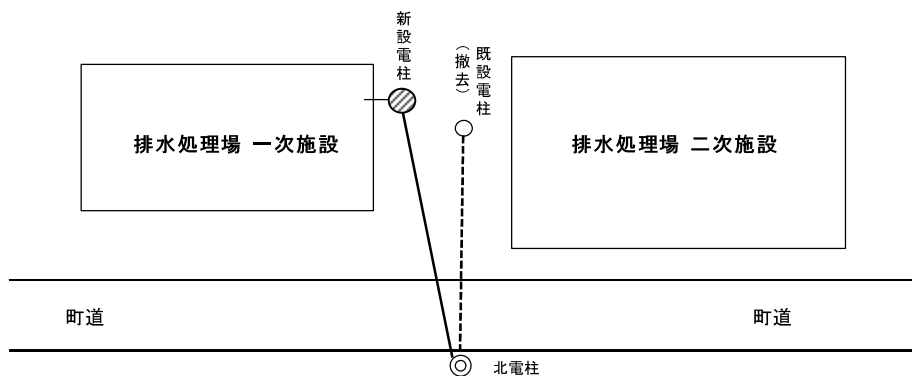 新設電柱
既設電柱
（撤去）
排水処理場 一次施設
排水処理場 二次施設
町道
町道
北電柱